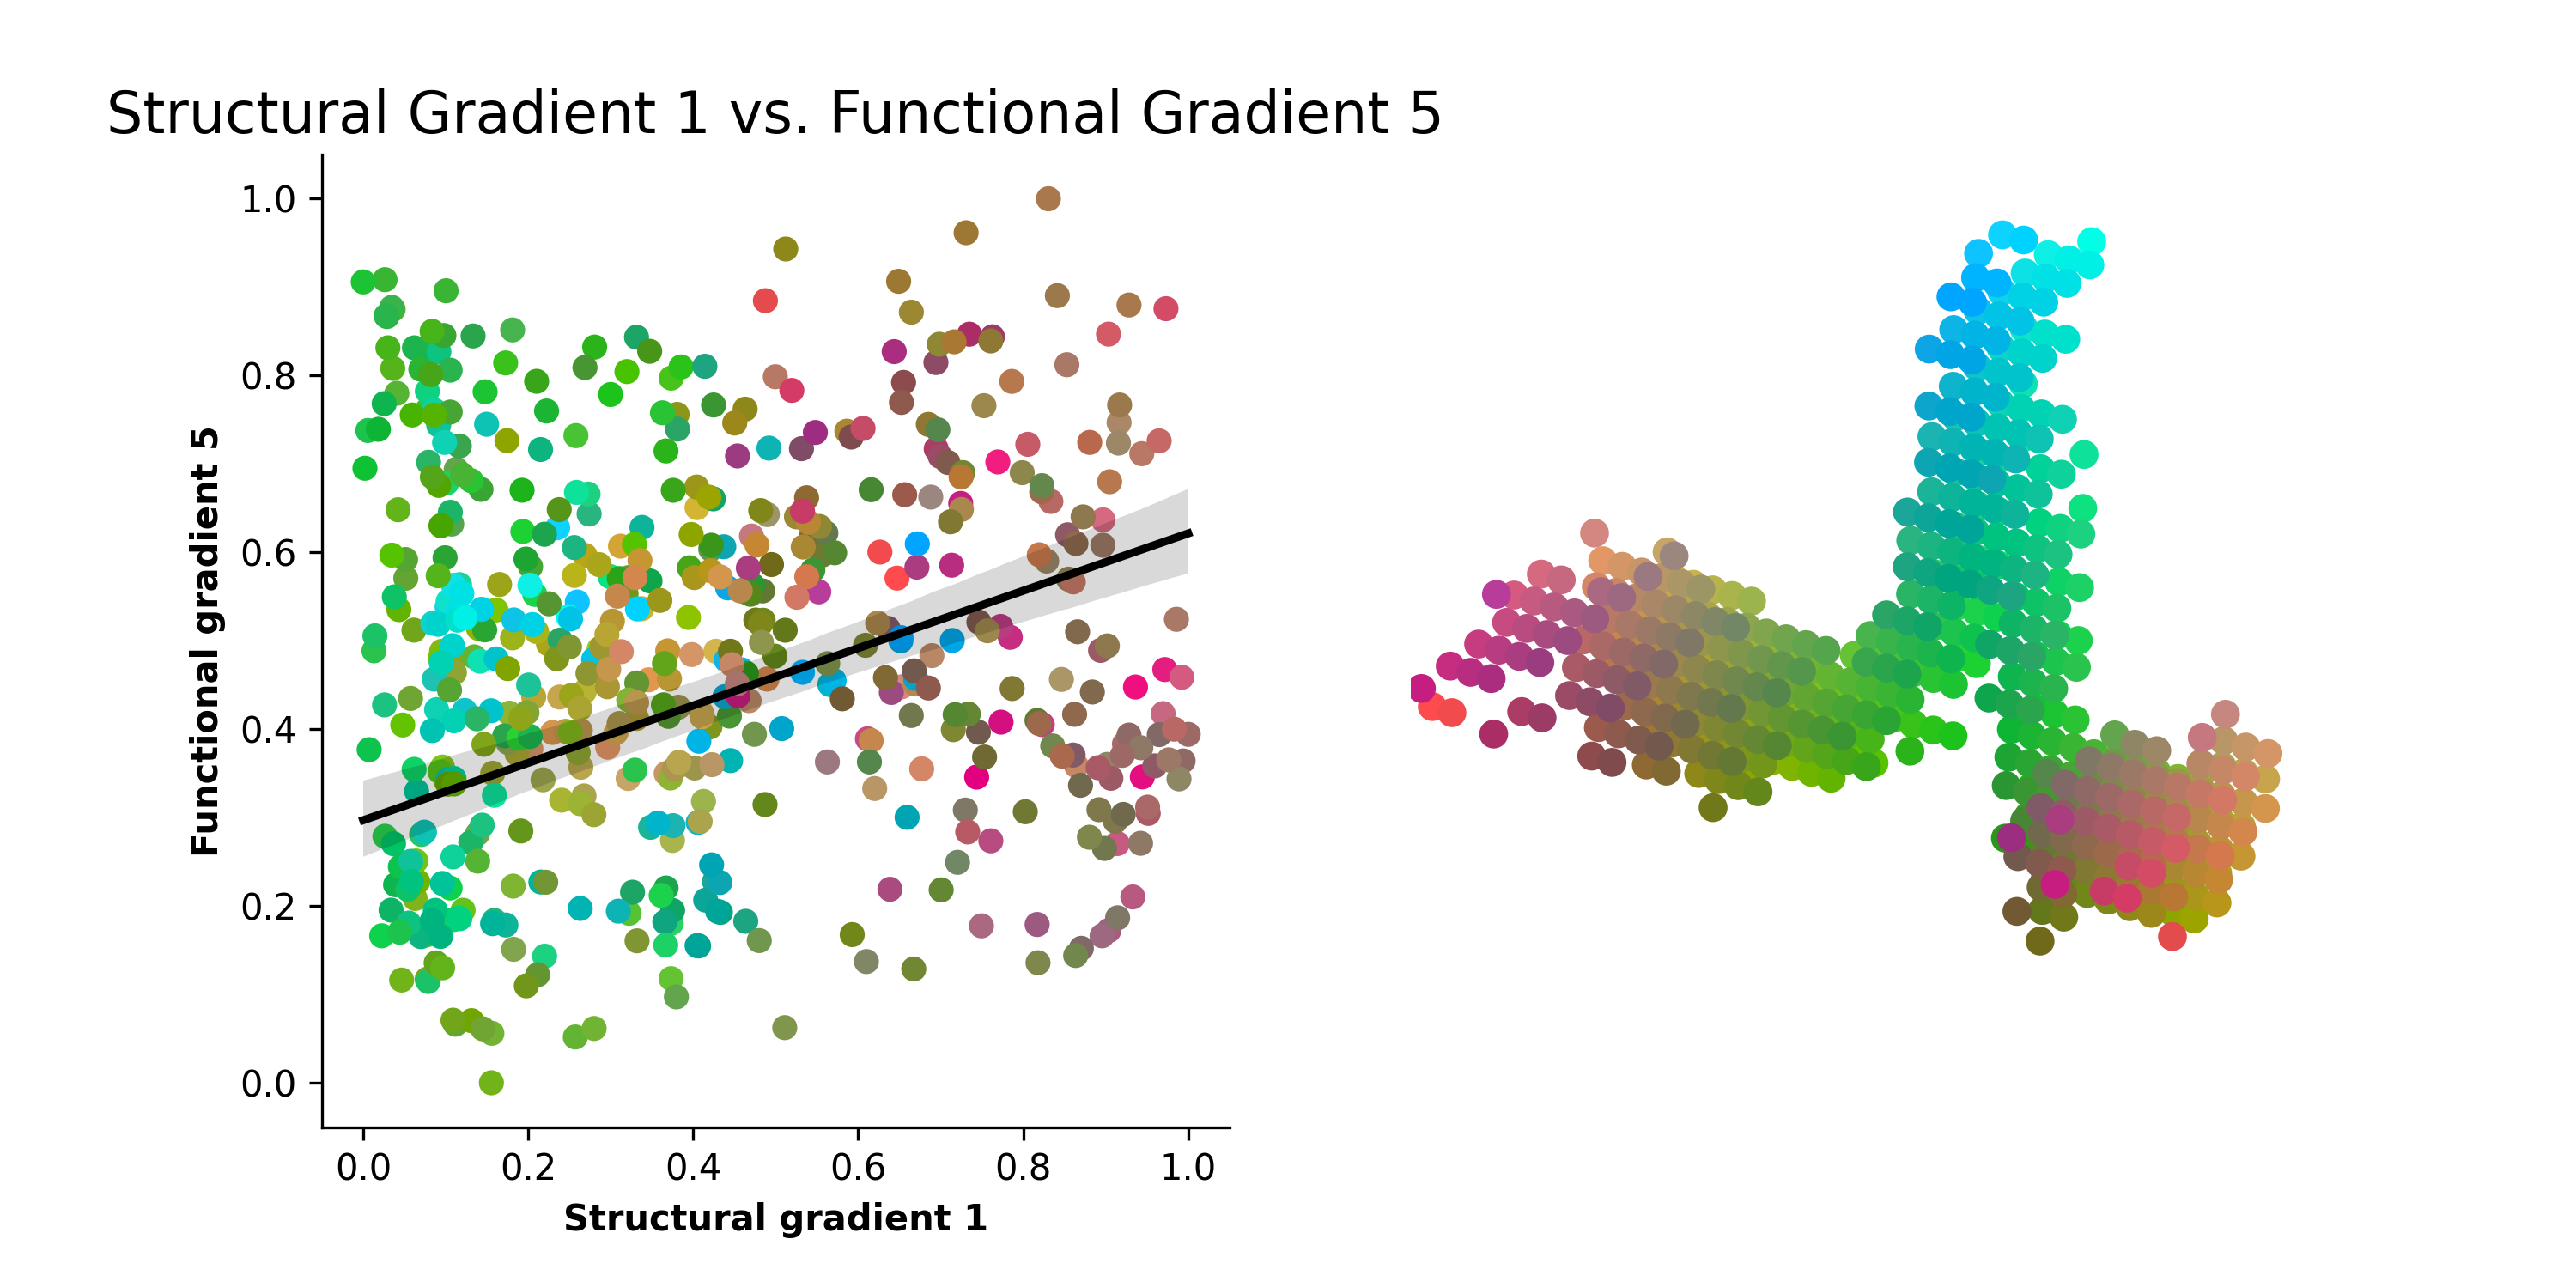 Structural Gradient 1 vs. Functional Gradient 5
1.0
0.8
0.6
0.4
0.2
0.0
Functional gradient 5
0.0 0.2 0.4 0.6 0.8 1.0
Structural gradient 1